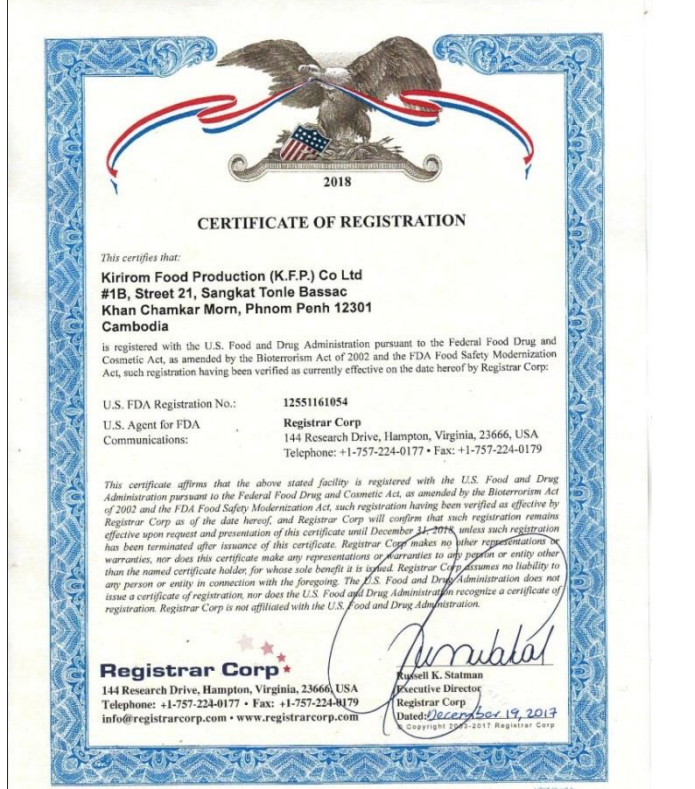 2018
CERTIFICATE OF REGISTRATION
This certifies that:
Kirirom Food Production (K.F.P.) Co Ltd
#1B, Street 21, Sangkat Tonle Bassac
Khan Chamkar Morn, Phnom Penh 12301
Cambodia
is registered with the U.S. Food and Drug Administration pursuant to the Federal Food Drug and
Cosmetic Act, as amended by the Bioterrorism Act of 2002 and the FDA Food Safety Modernization
Act, such registration having been verified as currently effective on the date hereof by Registrar Corp:
U.S. FDA Registration No.: 12551161054
U.S. Agent for FDA Registrar Corp
Communications: 144 Research Drive, Hampton, Virginia, 23666, USA
Telephone: +1-757-224-0177 • Fax: +1-757-224-0179
This certificate affirms that the above stated facility is registered with the U.S. Food and Drug
Administration pursuant to the Federal Food Drug and Cosmetic Act, as amended by the Bioterrorism Act
of 2002 and the FDA Food Safety Modernization Act, such registration having been verified as effective by
Registrar Corp as of the date hereof, and Registrar Corp will confirm that such registration remains
effective upon request and presentation of this certificate until December 31, 2018, unless such registration
has been terminated after issuance of this certificate. Registrar Corp makes no other representations or
warranties, nor does this certificate make any representations or warranties to any person or entity other
than the named certificate holder, for whose sole benefit it is issued. Registrar Corp assumes no liability to
any person or entity in connection with the foregoing. The U.S. Food and Drug Administration does not
issue a certificate of registration, nor does the U.S. Food and Drug Administration recognize a certificate of
registration. Registrar Corp is not affiliated with the U.S. Food and Drug Administration.
Registrar Corp
144 Research Drive, Hampton, Virginia, 23666, USA
Telephone: +1-757-224-0177 • Fax: +1-757-224-0179
info@registrarcorp.com • www.registrarcorp.com
Russell K. Statman
Executive Director
Registrar Corp
Dated: December 19, 2017
© Copyright 2003-2017 Registrar Corp